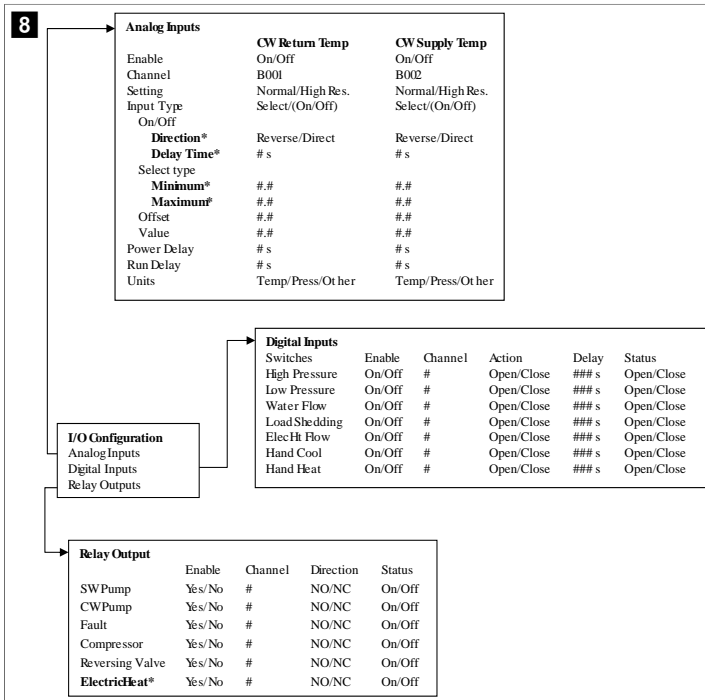 8
Analog Inputs
CW Return Temp CW Supply Temp
Enable On/Off On/Off
Channel B001 B002
Setting Normal/High Res. Normal/High Res.
Input Type Select/(On/Off) Select/(On/Off)
On/Off
Direction* Reverse/Direct Reverse/Direct
Delay Time* # s # s
Select type
Minimum* #.# #.#
Maximum* #.# #.#
Offset #.# #.#
Value #.# #.#
Power Delay # s # s
Run Delay # s # s
Units Temp/Press/Other Temp/Press/Other
Digital Inputs
Switches Enable Channel Action Delay Status
High Pressure On/Off # Open/Close ### s Open/Close
Low Pressure On/Off # Open/Close ### s Open/Close
Water Flow On/Off # Open/Close ### s Open/Close
Load Shedding On/Off # Open/Close ### s Open/Close
ElecHt Flow On/Off # Open/Close ### s Open/Close
Hand Cool On/Off # Open/Close ### s Open/Close
Hand Heat On/Off # Open/Close ### s Open/Close
I/O Configuration
Analog Inputs
Digital Inputs
Relay Outputs
Relay Output
Enable Channel Direction Status
SW Pump Yes/No # NO/NC On/Off
CW Pump Yes/No # NO/NC On/Off
Fault Yes/No # NO/NC On/Off
Compressor Yes/No # NO/NC On/Off
Reversing Valve Yes/No # NO/NC On/Off
ElectricHeat* Yes/No # NO/NC On/Off